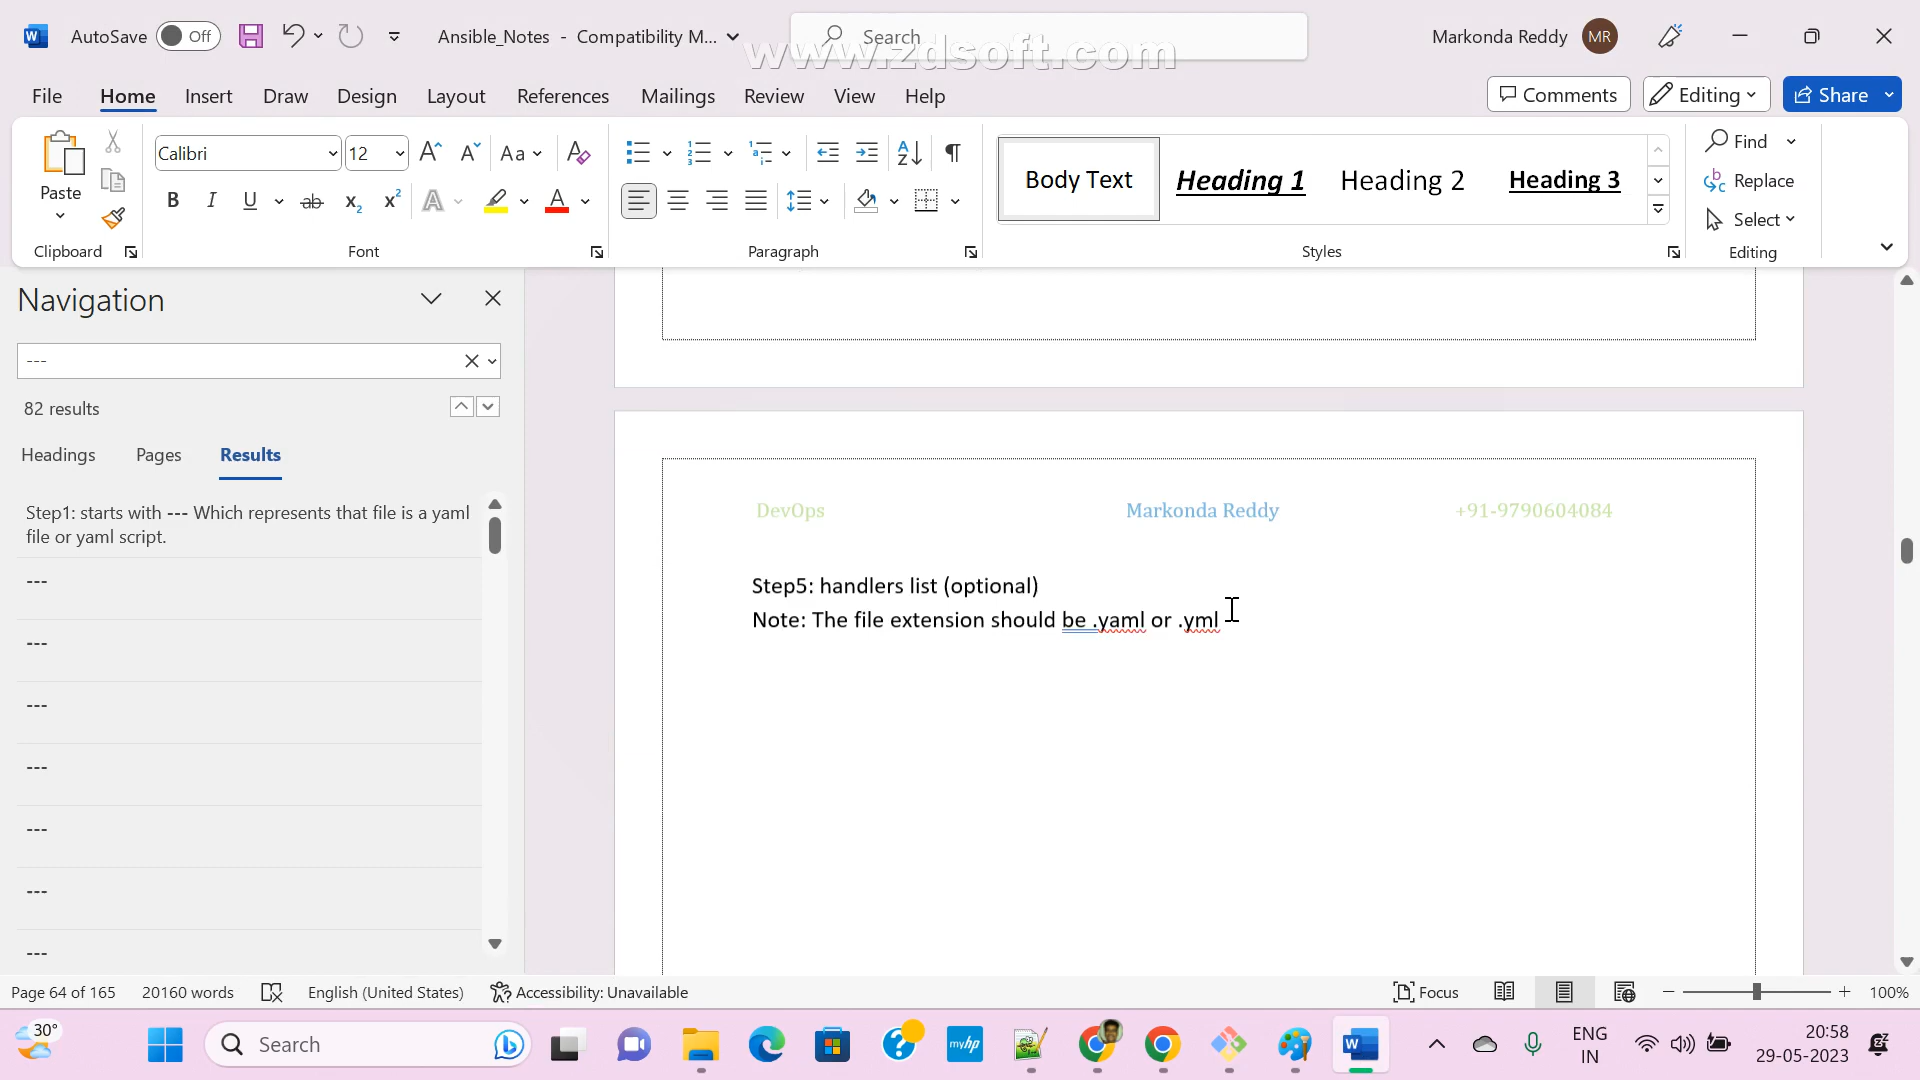 AutoSave Off Ansible_Notes - Compatibility M... Search Markonda Reddy MR
www.zdsoft.com
File Home Insert Draw Design Layout References Mailings Review View Help Comments Editing Share
Paste
Clipboard
Calibri 12
Font
Paragraph
Body Text Heading 1 Heading 2 Heading 3
Styles
Find
Replace
Select
Editing
Navigation
---
82 results
Headings Pages Results
Step1: starts with --- Which represents that file is a yaml
file or yaml script.
---
---
---
---
---
---
---
DevOps Markonda Reddy +91-9790604084
Step5: handlers list (optional)
Note: The file extension should be .yaml or .yml
Page 64 of 165 20160 words English (United States) Accessibility: Unavailable Focus 100%
30° Search myhp ENG
IN
20:58
29-05-2023